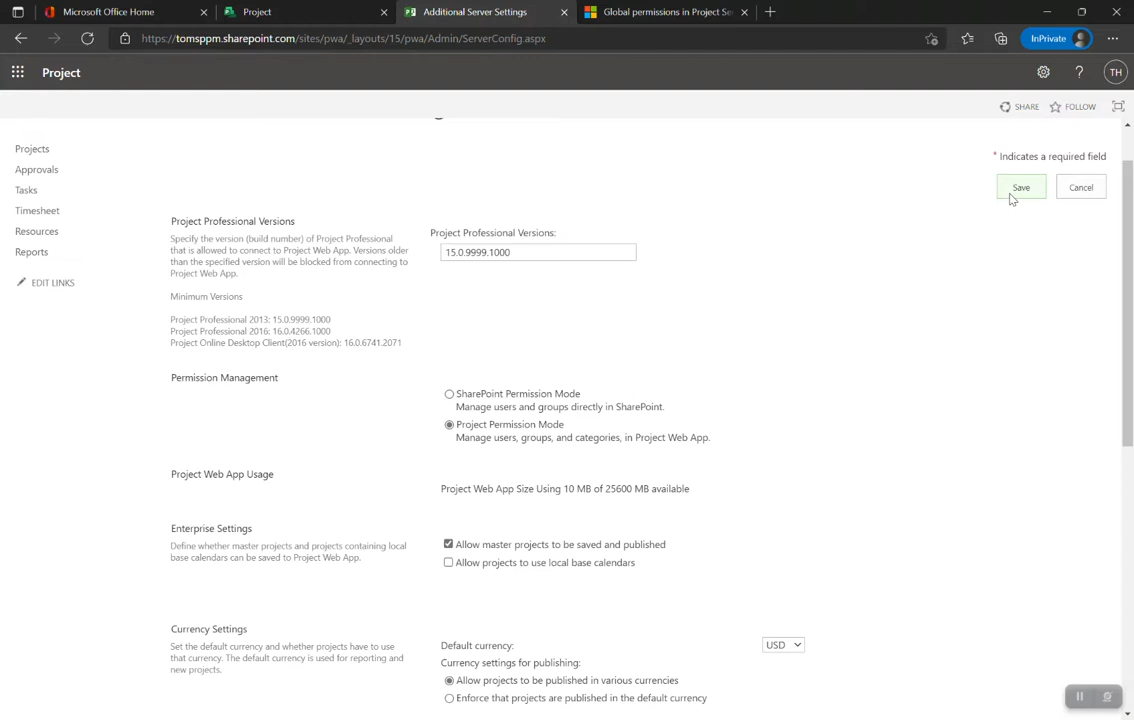 Microsoft Office Home
Project
Additional Server Settings
Global permissions in Project Se
https://tomsppm.sharepoint.com/sites/pwa/_layouts/15/pwa/Admin/ServerConfig.aspx
InPrivate
Project
TH
SHARE
FOLLOW
Projects
Approvals
Tasks
Timesheet
Resources
Reports
EDIT LINKS
* Indicates a required field
Save
Cancel
Project Professional Versions
Specify the version (build number) of Project Professional
that is allowed to connect to Project Web App. Versions older
than the specified version will be blocked from connecting to
Project Web App.
Minimum Versions
Project Professional 2013: 15.0.9999.1000
Project Professional 2016: 16.0.4266.1000
Project Online Desktop Client(2016 version): 16.0.6741.2071
Project Professional Versions:
15.0.9999.1000
Permission Management
SharePoint Permission Mode
Manage users and groups directly in SharePoint.
Project Permission Mode
Manage users, groups, and categories, in Project Web App.
Project Web App Usage
Project Web App Size Using 10 MB of 25600 MB available
Enterprise Settings
Define whether master projects and projects containing local
base calendars can be saved to Project Web App.
Allow master projects to be saved and published
Allow projects to use local base calendars
Currency Settings
Set the default currency and whether projects have to use
that currency. The default currency is used for reporting and
new projects.
Default currency:
USD
Currency settings for publishing:
Allow projects to be published in various currencies
Enforce that projects are published in the default currency